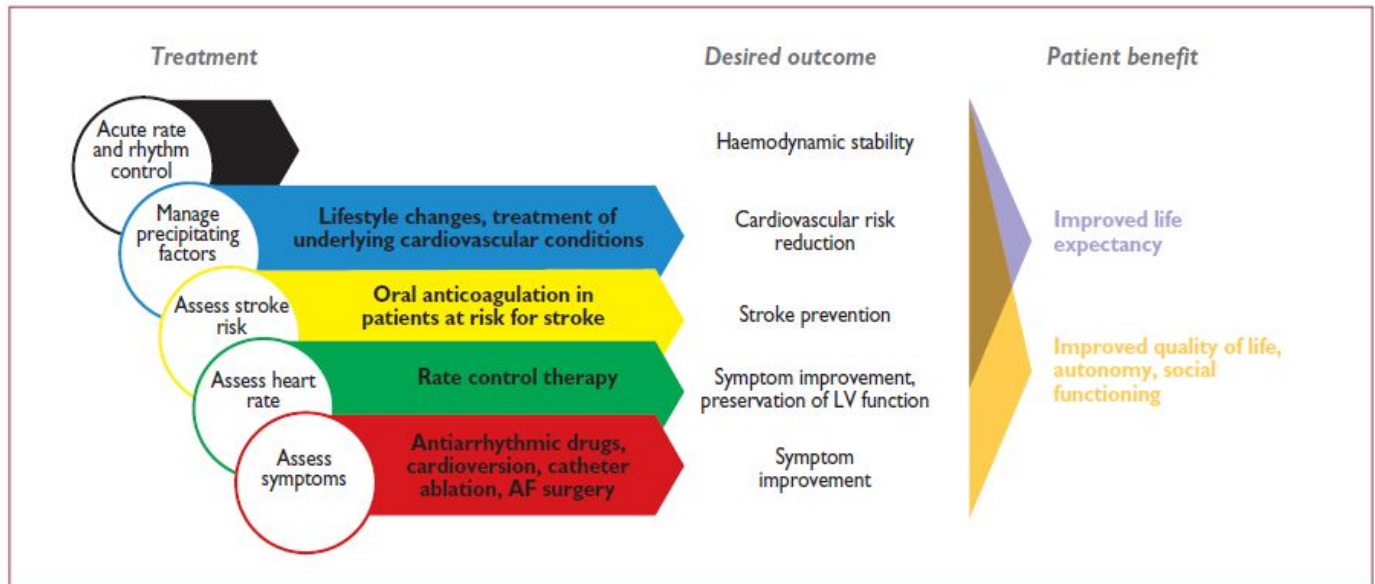 Treatment
Desired outcome
Patient benefit
Acute rate
and rhythm
control
Haemodynamic stability
Manage
precipitating
factors
Lifestyle changes, treatment of
underlying cardiovascular conditions
Cardiovascular risk
reduction
Improved life
expectancy
Assess stroke
risk
Oral anticoagulation in
patients at risk for stroke
Stroke prevention
Improved quality of life,
autonomy, social
functioning
Assess heart
rate
Rate control therapy
Symptom improvement,
preservation of LV function
Assess
symptoms
Antiarrhythmic drugs,
cardioversion, catheter
ablation, AF surgery
Symptom
improvement